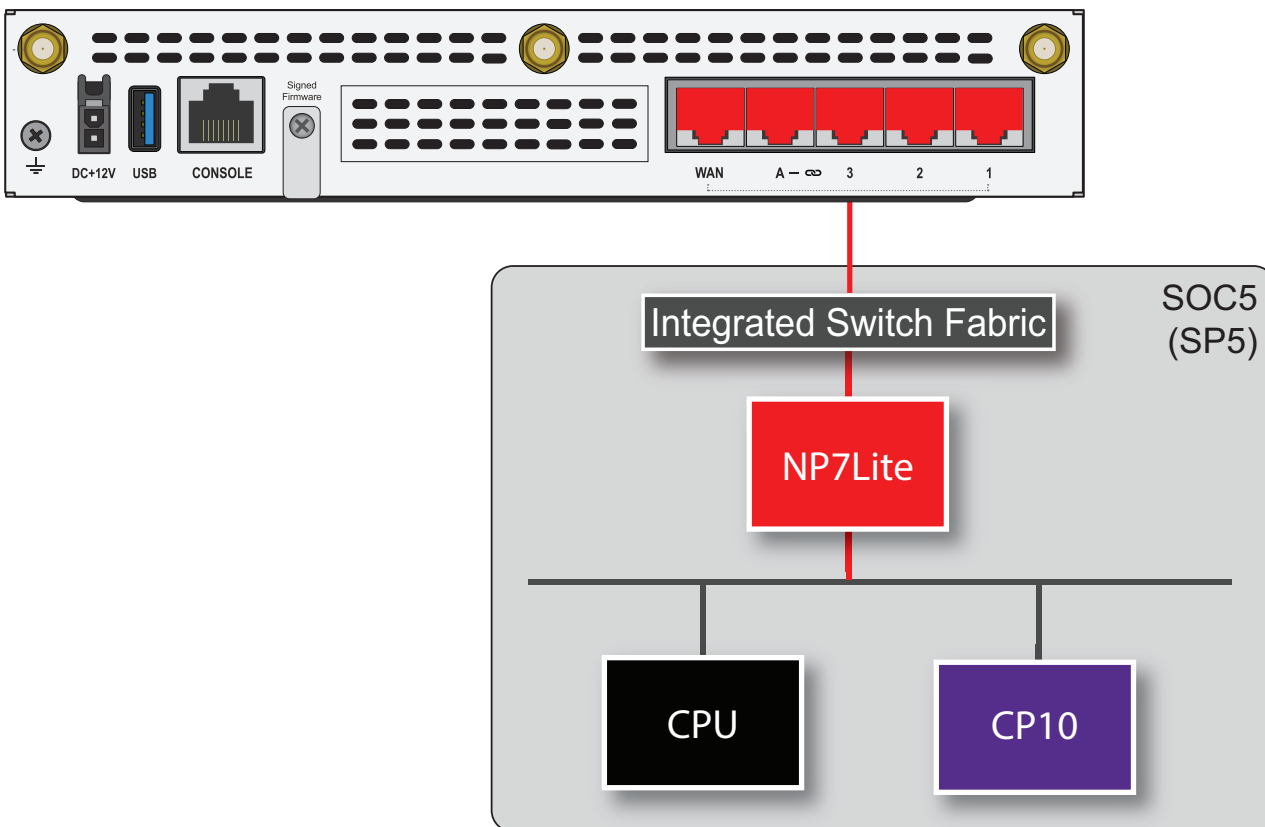 Signed
Firmware
DC+12V USB CONSOLE WAN A – 3 2 1
SOC5
(SP5)
Integrated Switch Fabric
NP7Lite
CPU CP10